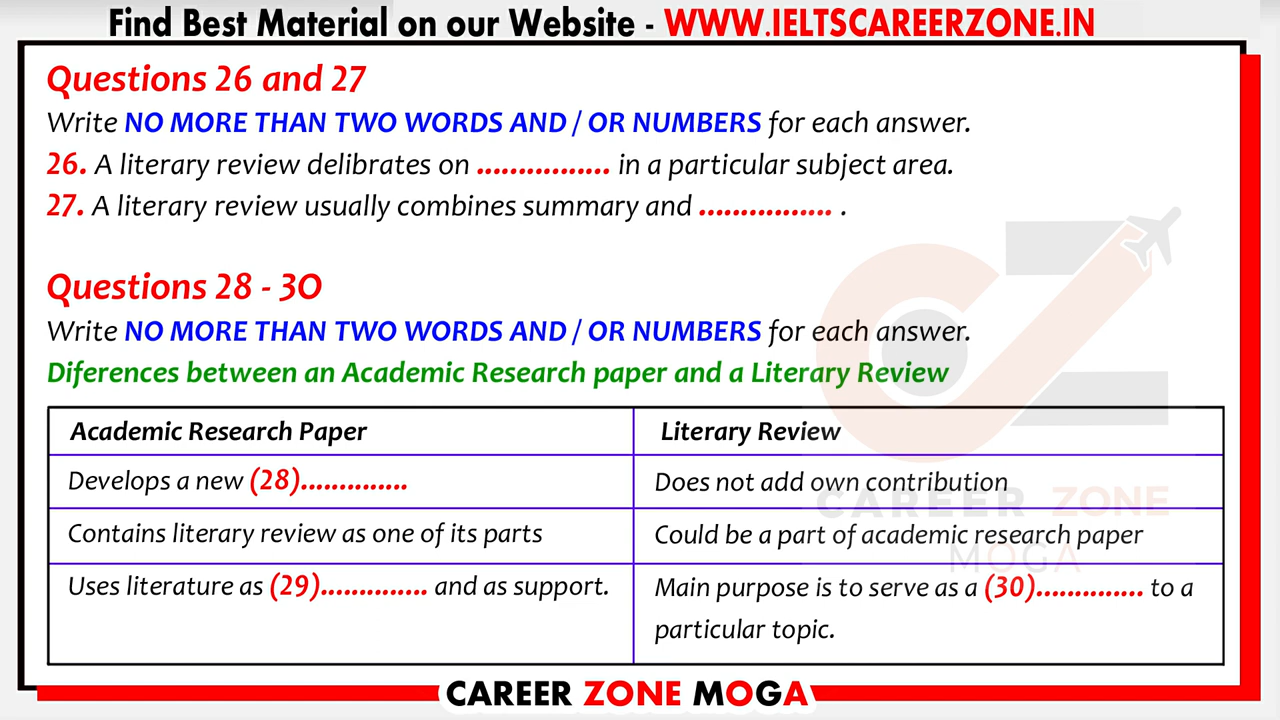 Find Best Material on our Website - WWW.IELTSCAREERZONE.IN
Questions 26 and 27
Write NO MORE THAN TWO WORDS AND / OR NUMBERS for each answer.
26. A literary review delibrates on ................ in a particular subject area.
27. A literary review usually combines summary and ................ .
Questions 28 - 30
Write NO MORE THAN TWO WORDS AND / OR NUMBERS for each answer.
Diferences between an Academic Research paper and a Literary Review
Academic Research Paper
Literary Review
Develops a new (28)..............
Does not add own contribution
Contains literary review as one of its parts
Could be a part of academic research paper
Uses literature as (29).............. and as support.
Main purpose is to serve as a (30).............. to a
particular topic.
CAREER ZONE
MOGA
CAREER ZONE MOGA